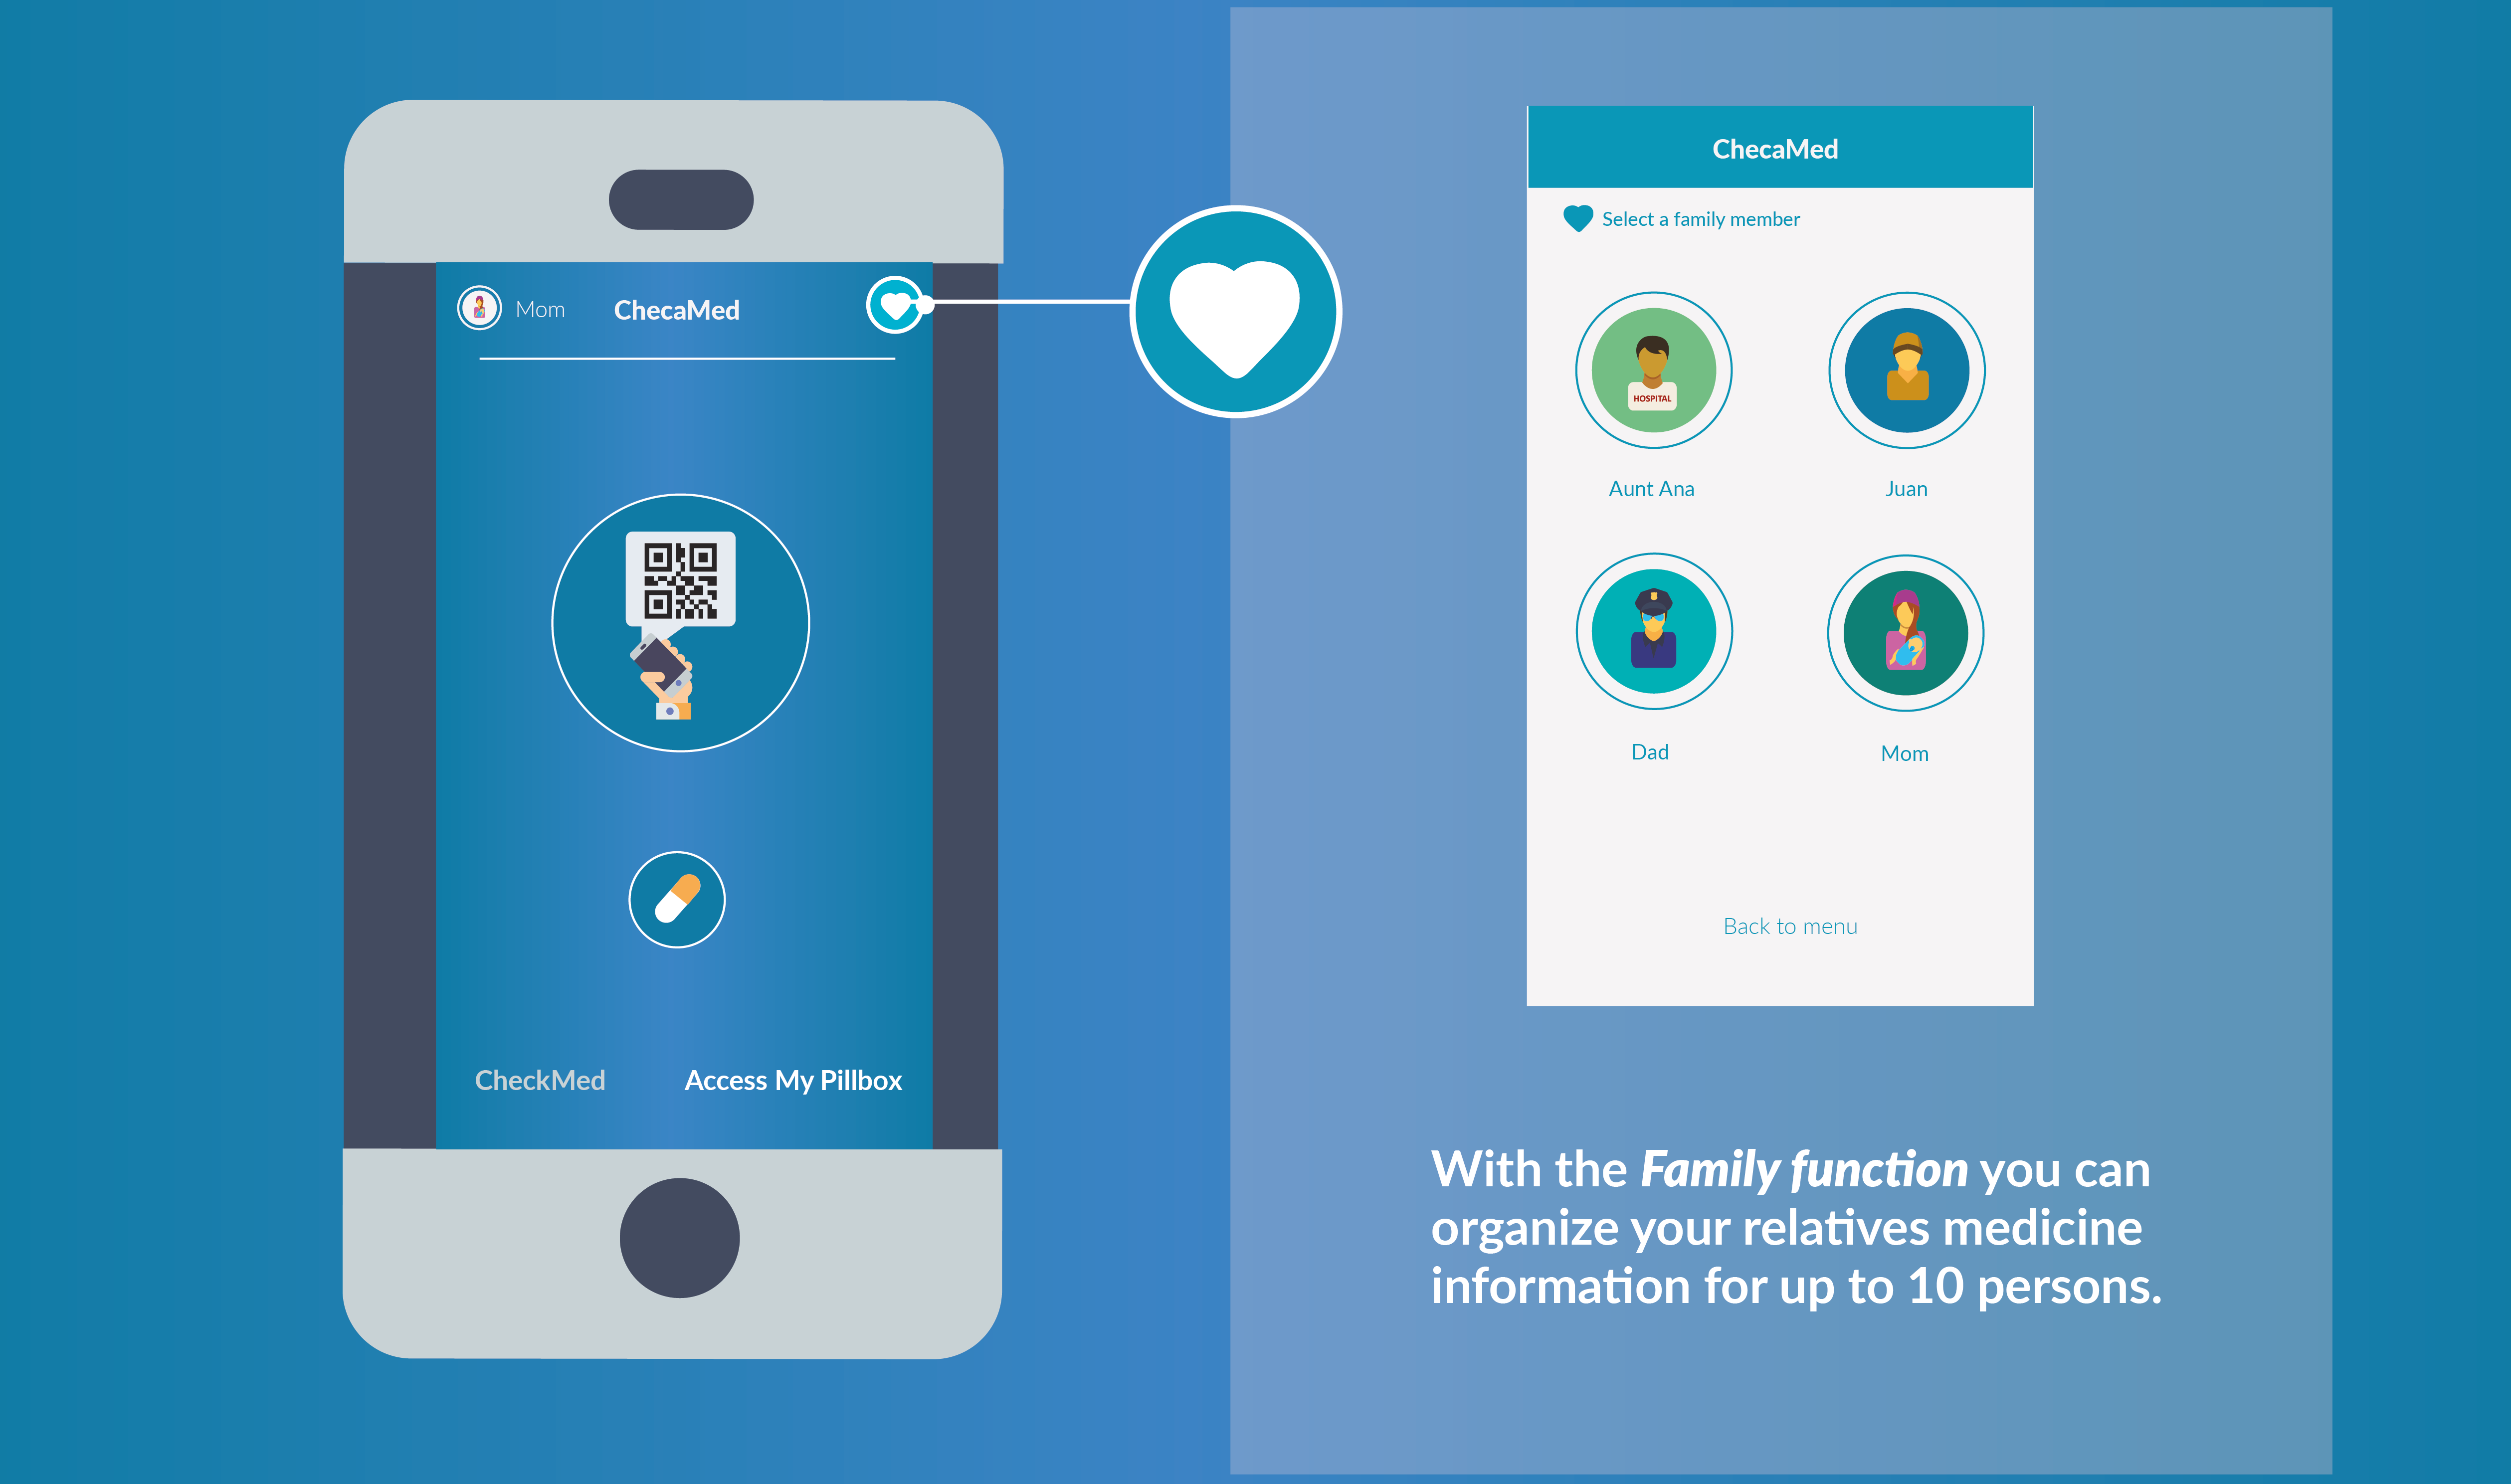 Mom
ChecaMed
CheckMed
Access My Pillbox
ChecaMed
Select a family member
HOSPITAL
Aunt Ana
Juan
Dad
Mom
Back to menu
With the Family function you can
organize your relatives medicine
information for up to 10 persons.